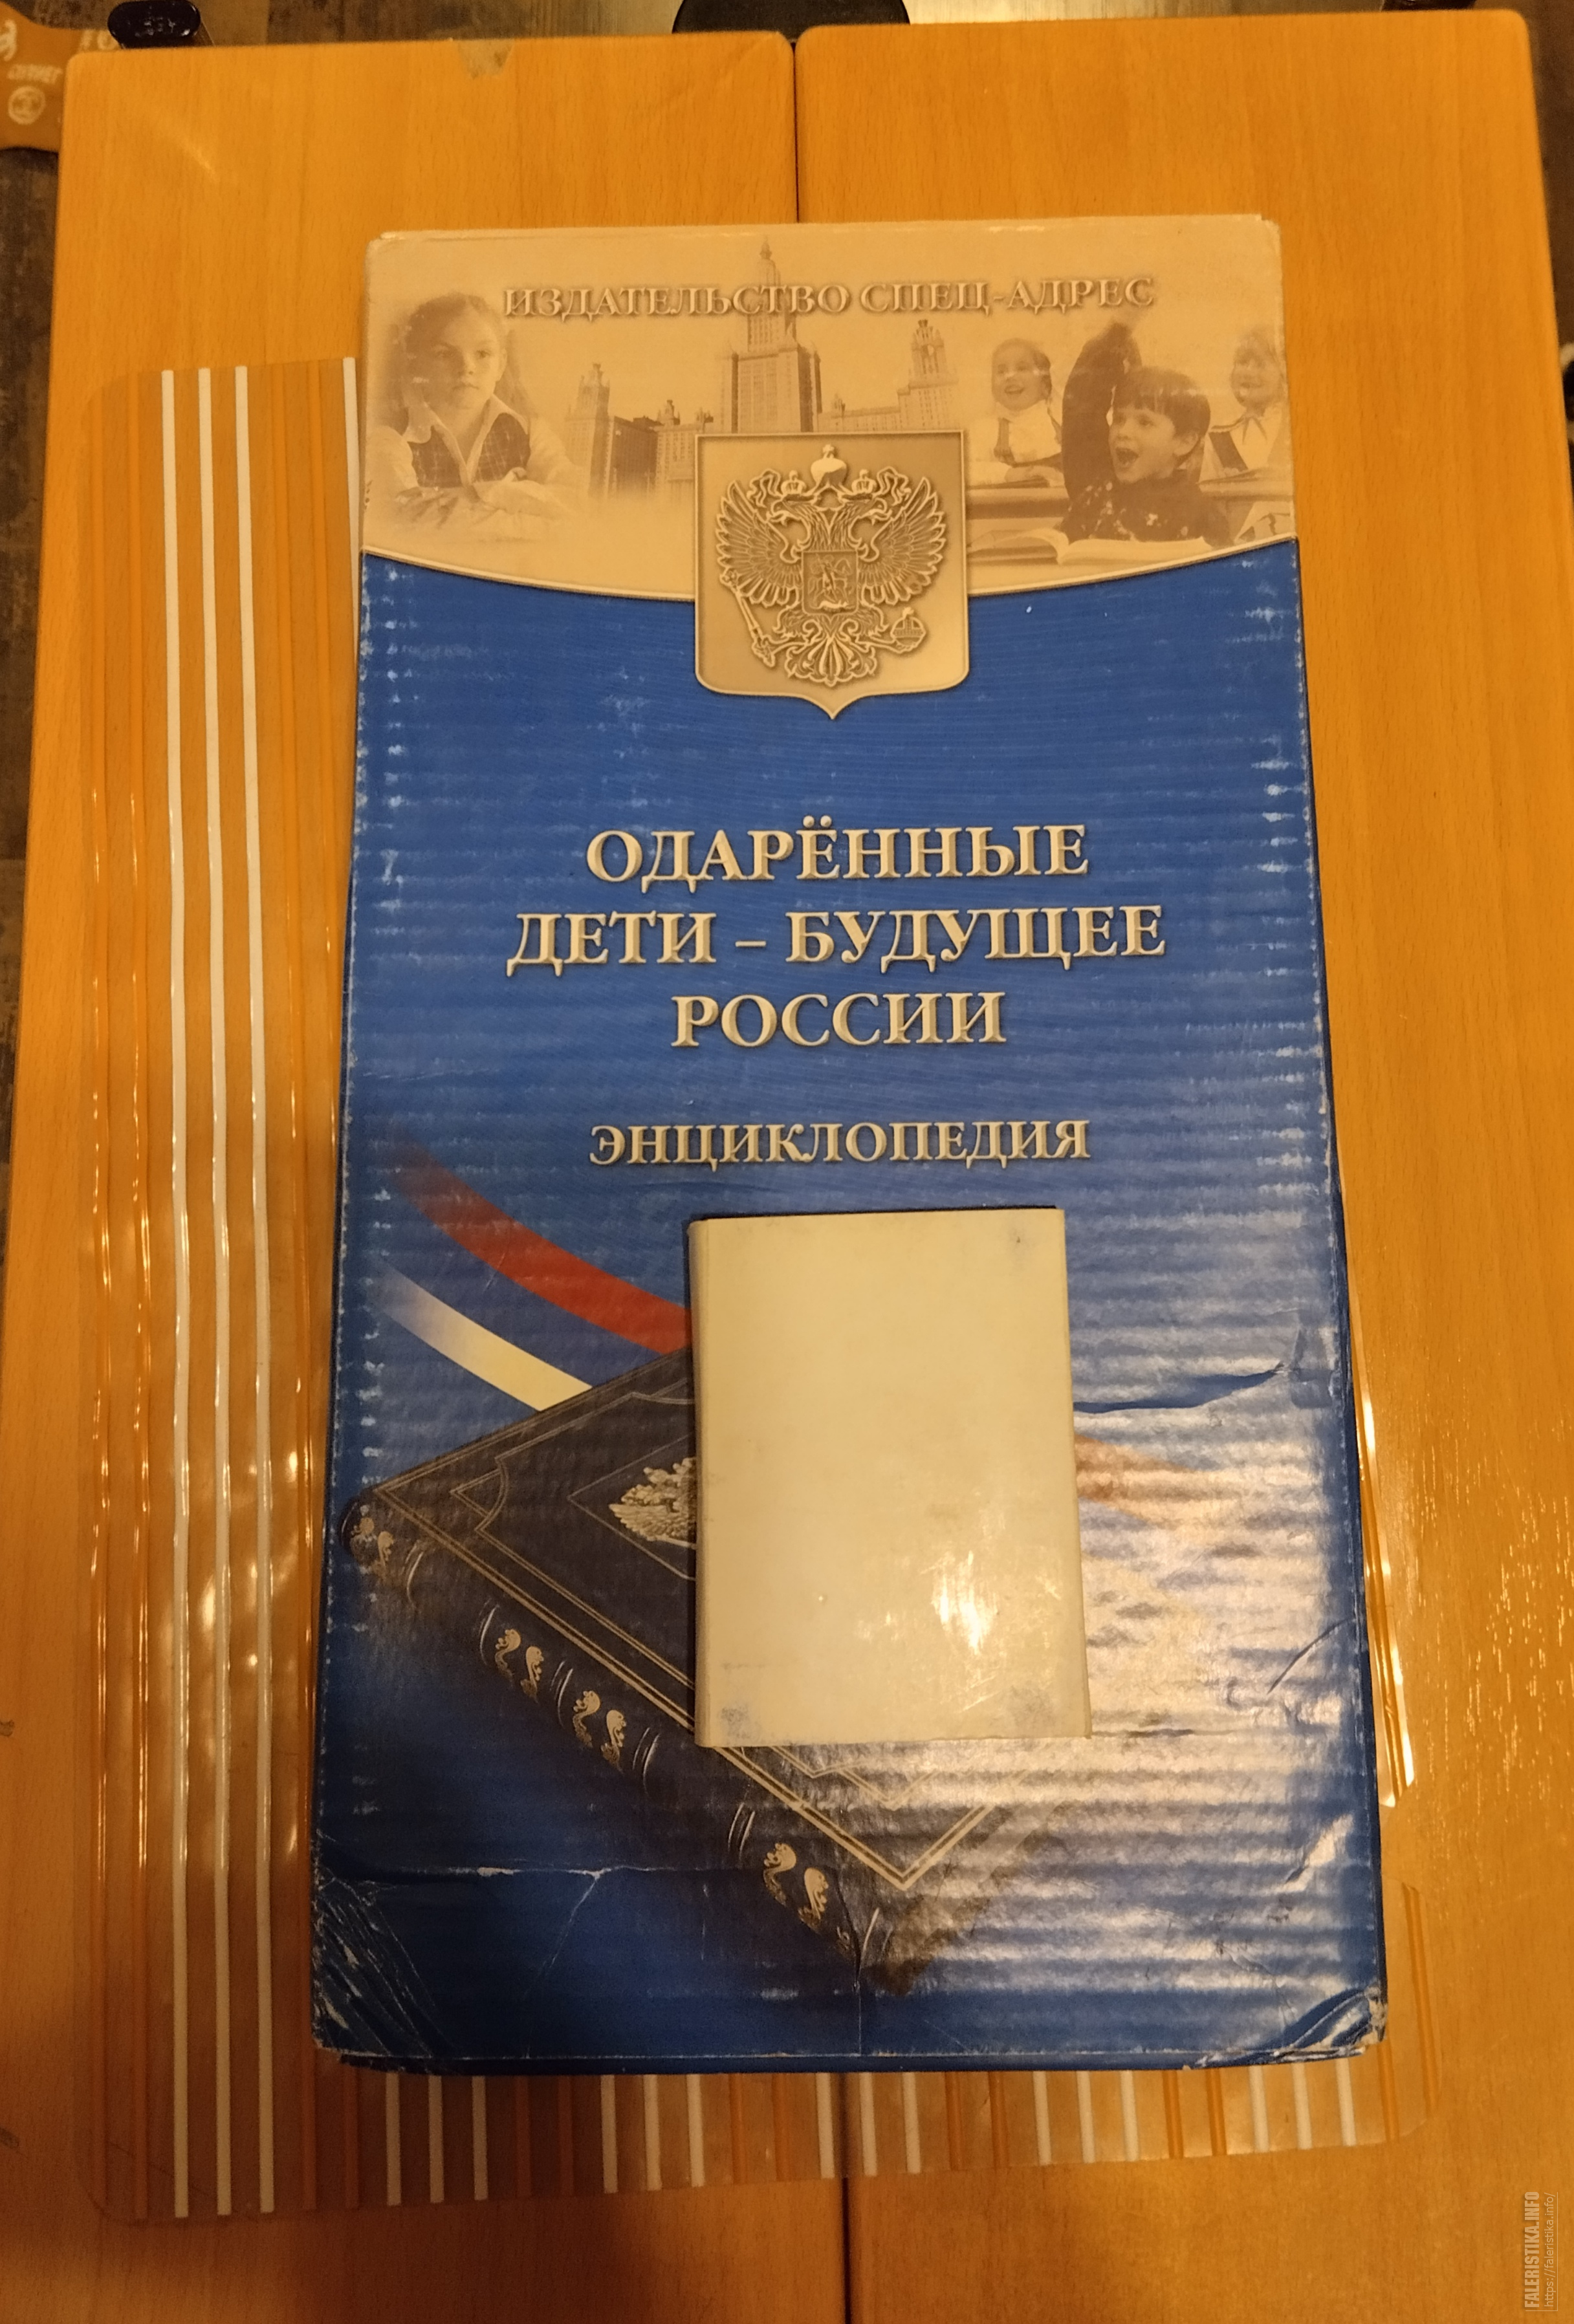 ИЗДАТЕЛЬСТВО СПЕЦ-АДРЕС
ОДАРЁННЫЕ
ДЕТИ – БУДУЩЕЕ
РОССИИ
ЭНЦИКЛОПЕДИЯ
FALERISTIKA.INFO
https://faleristika.info/